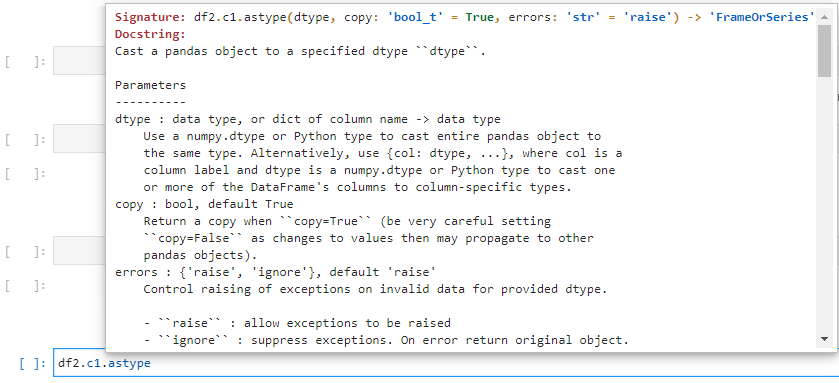 Signature: df2.c1.astype(dtype, copy: 'bool_t' = True, errors: 'str' = 'raise') -> 'FrameOrSeries'
Docstring:
Cast a pandas object to a specified dtype ``dtype``.
Parameters
----------
dtype : data type, or dict of column name -> data type
    Use a numpy.dtype or Python type to cast entire pandas object to
    the same type. Alternatively, use {col: dtype, ...}, where col is a
    column label and dtype is a numpy.dtype or Python type to cast one
    or more of the DataFrame's columns to column-specific types.
copy : bool, default True
    Return a copy when ``copy=True`` (be very careful setting
    ``copy=False`` as changes to values then may propagate to other
    pandas objects).
errors : {'raise', 'ignore'}, default 'raise'
    Control raising of exceptions on invalid data for provided dtype.
    - ``raise`` : allow exceptions to be raised
    - ``ignore`` : suppress exceptions. On error return original object.
[ ]:
[ ]:
[ ]:
[ ]:
[ ]:
[ ]: df2.c1.astype